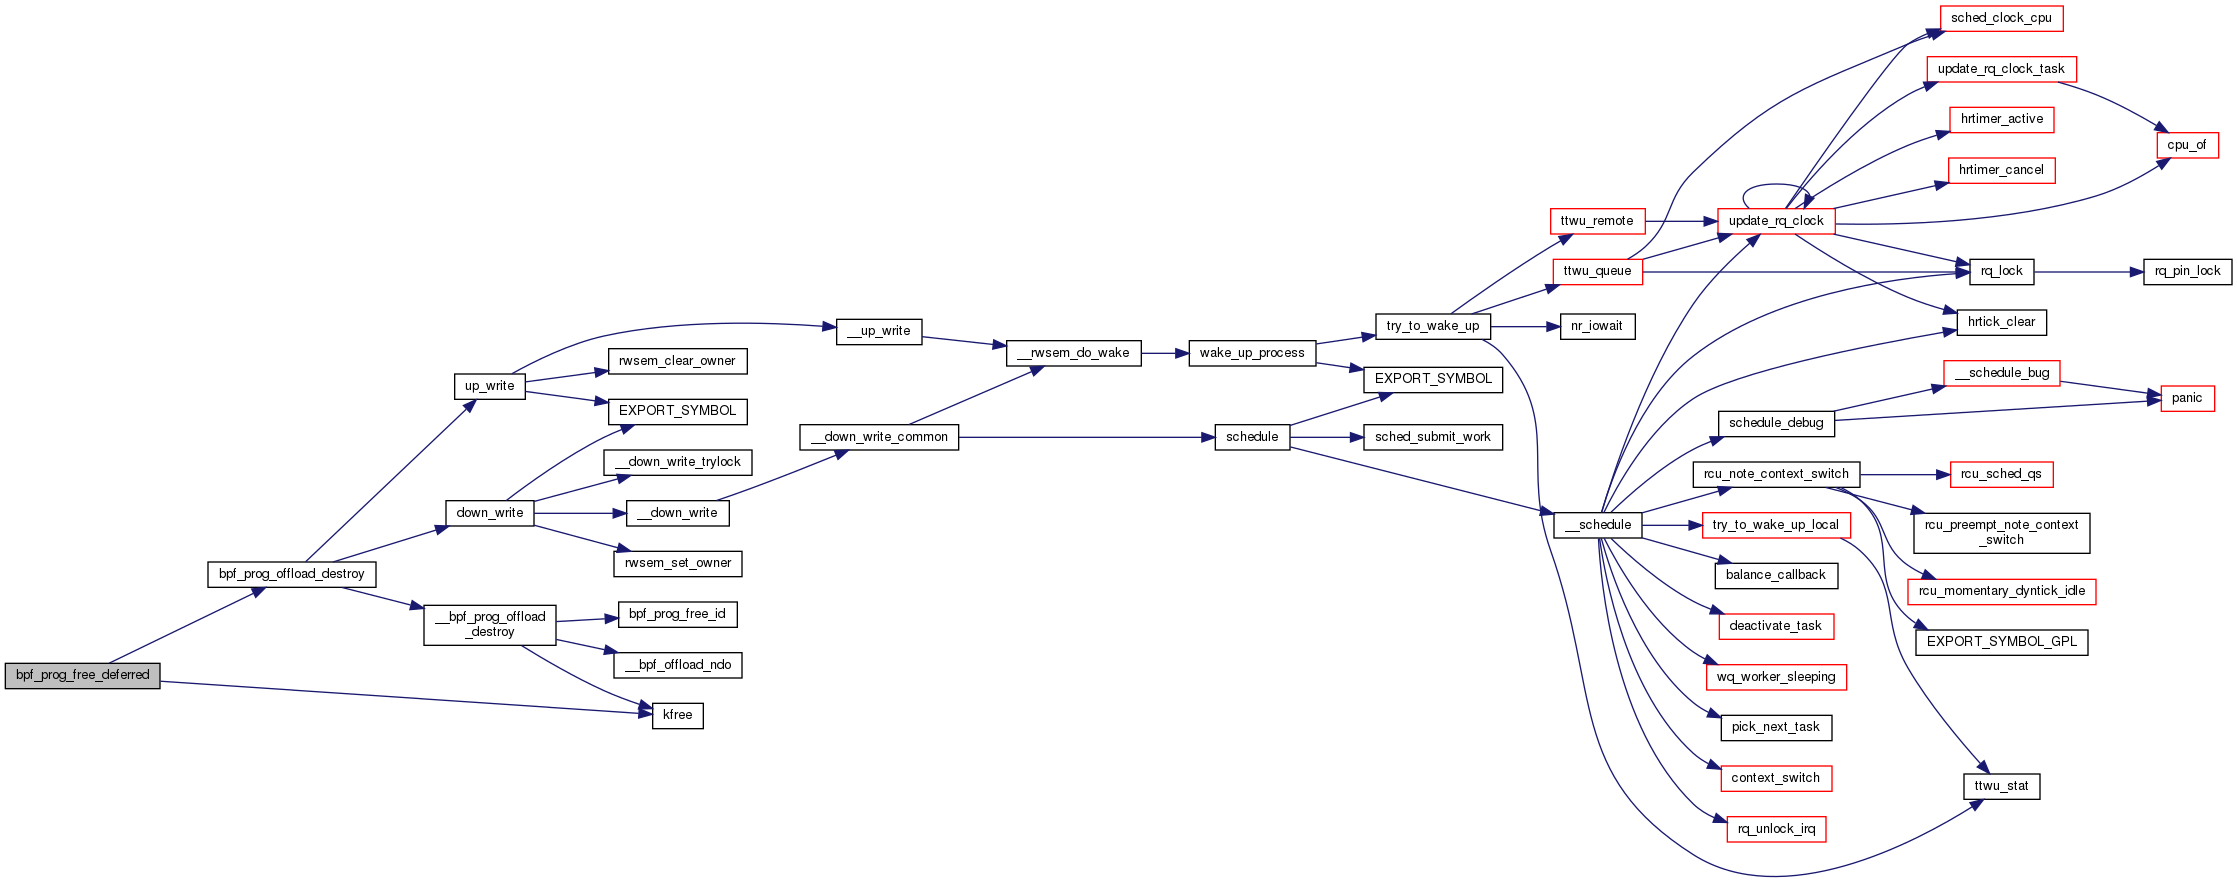 sched_clock_cpu
update_rq_clock_task
hrtimer_active
cpu_of
hrtimer_cancel
ttwu_remote
update_rq_clock
ttwu_queue
rq_lock
rq_pin_lock
try_to_wake_up
nr_iowait
hrtick_clear
__up_write
__rwsem_do_wake
wake_up_process
rwsem_clear_owner
up_write
EXPORT_SYMBOL
__schedule_bug
panic
EXPORT_SYMBOL
schedule_debug
__down_write_common
schedule
sched_submit_work
__down_write_trylock
rcu_note_context_switch
rcu_sched_qs
down_write
__down_write
__schedule
try_to_wake_up_local
rcu_preempt_note_context
_switch
rwsem_set_owner
bpf_prog_offload_destroy
balance_callback
rcu_momentary_dyntick_idle
__bpf_prog_offload
_destroy
bpf_prog_free_id
deactivate_task
EXPORT_SYMBOL_GPL
__bpf_offload_ndo
bpf_prog_free_deferred
wq_worker_sleeping
kfree
pick_next_task
context_switch
ttwu_stat
rq_unlock_irq